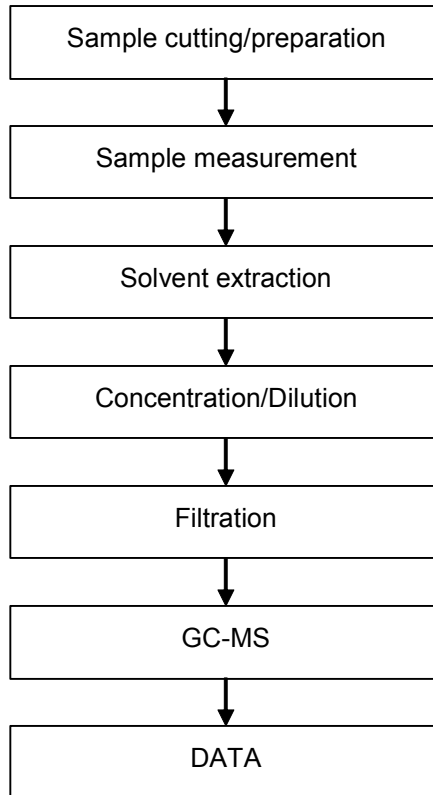 Sample cutting/preparation
Sample measurement
Solvent extraction
Concentration/Dilution
Filtration
GC-MS
DATA